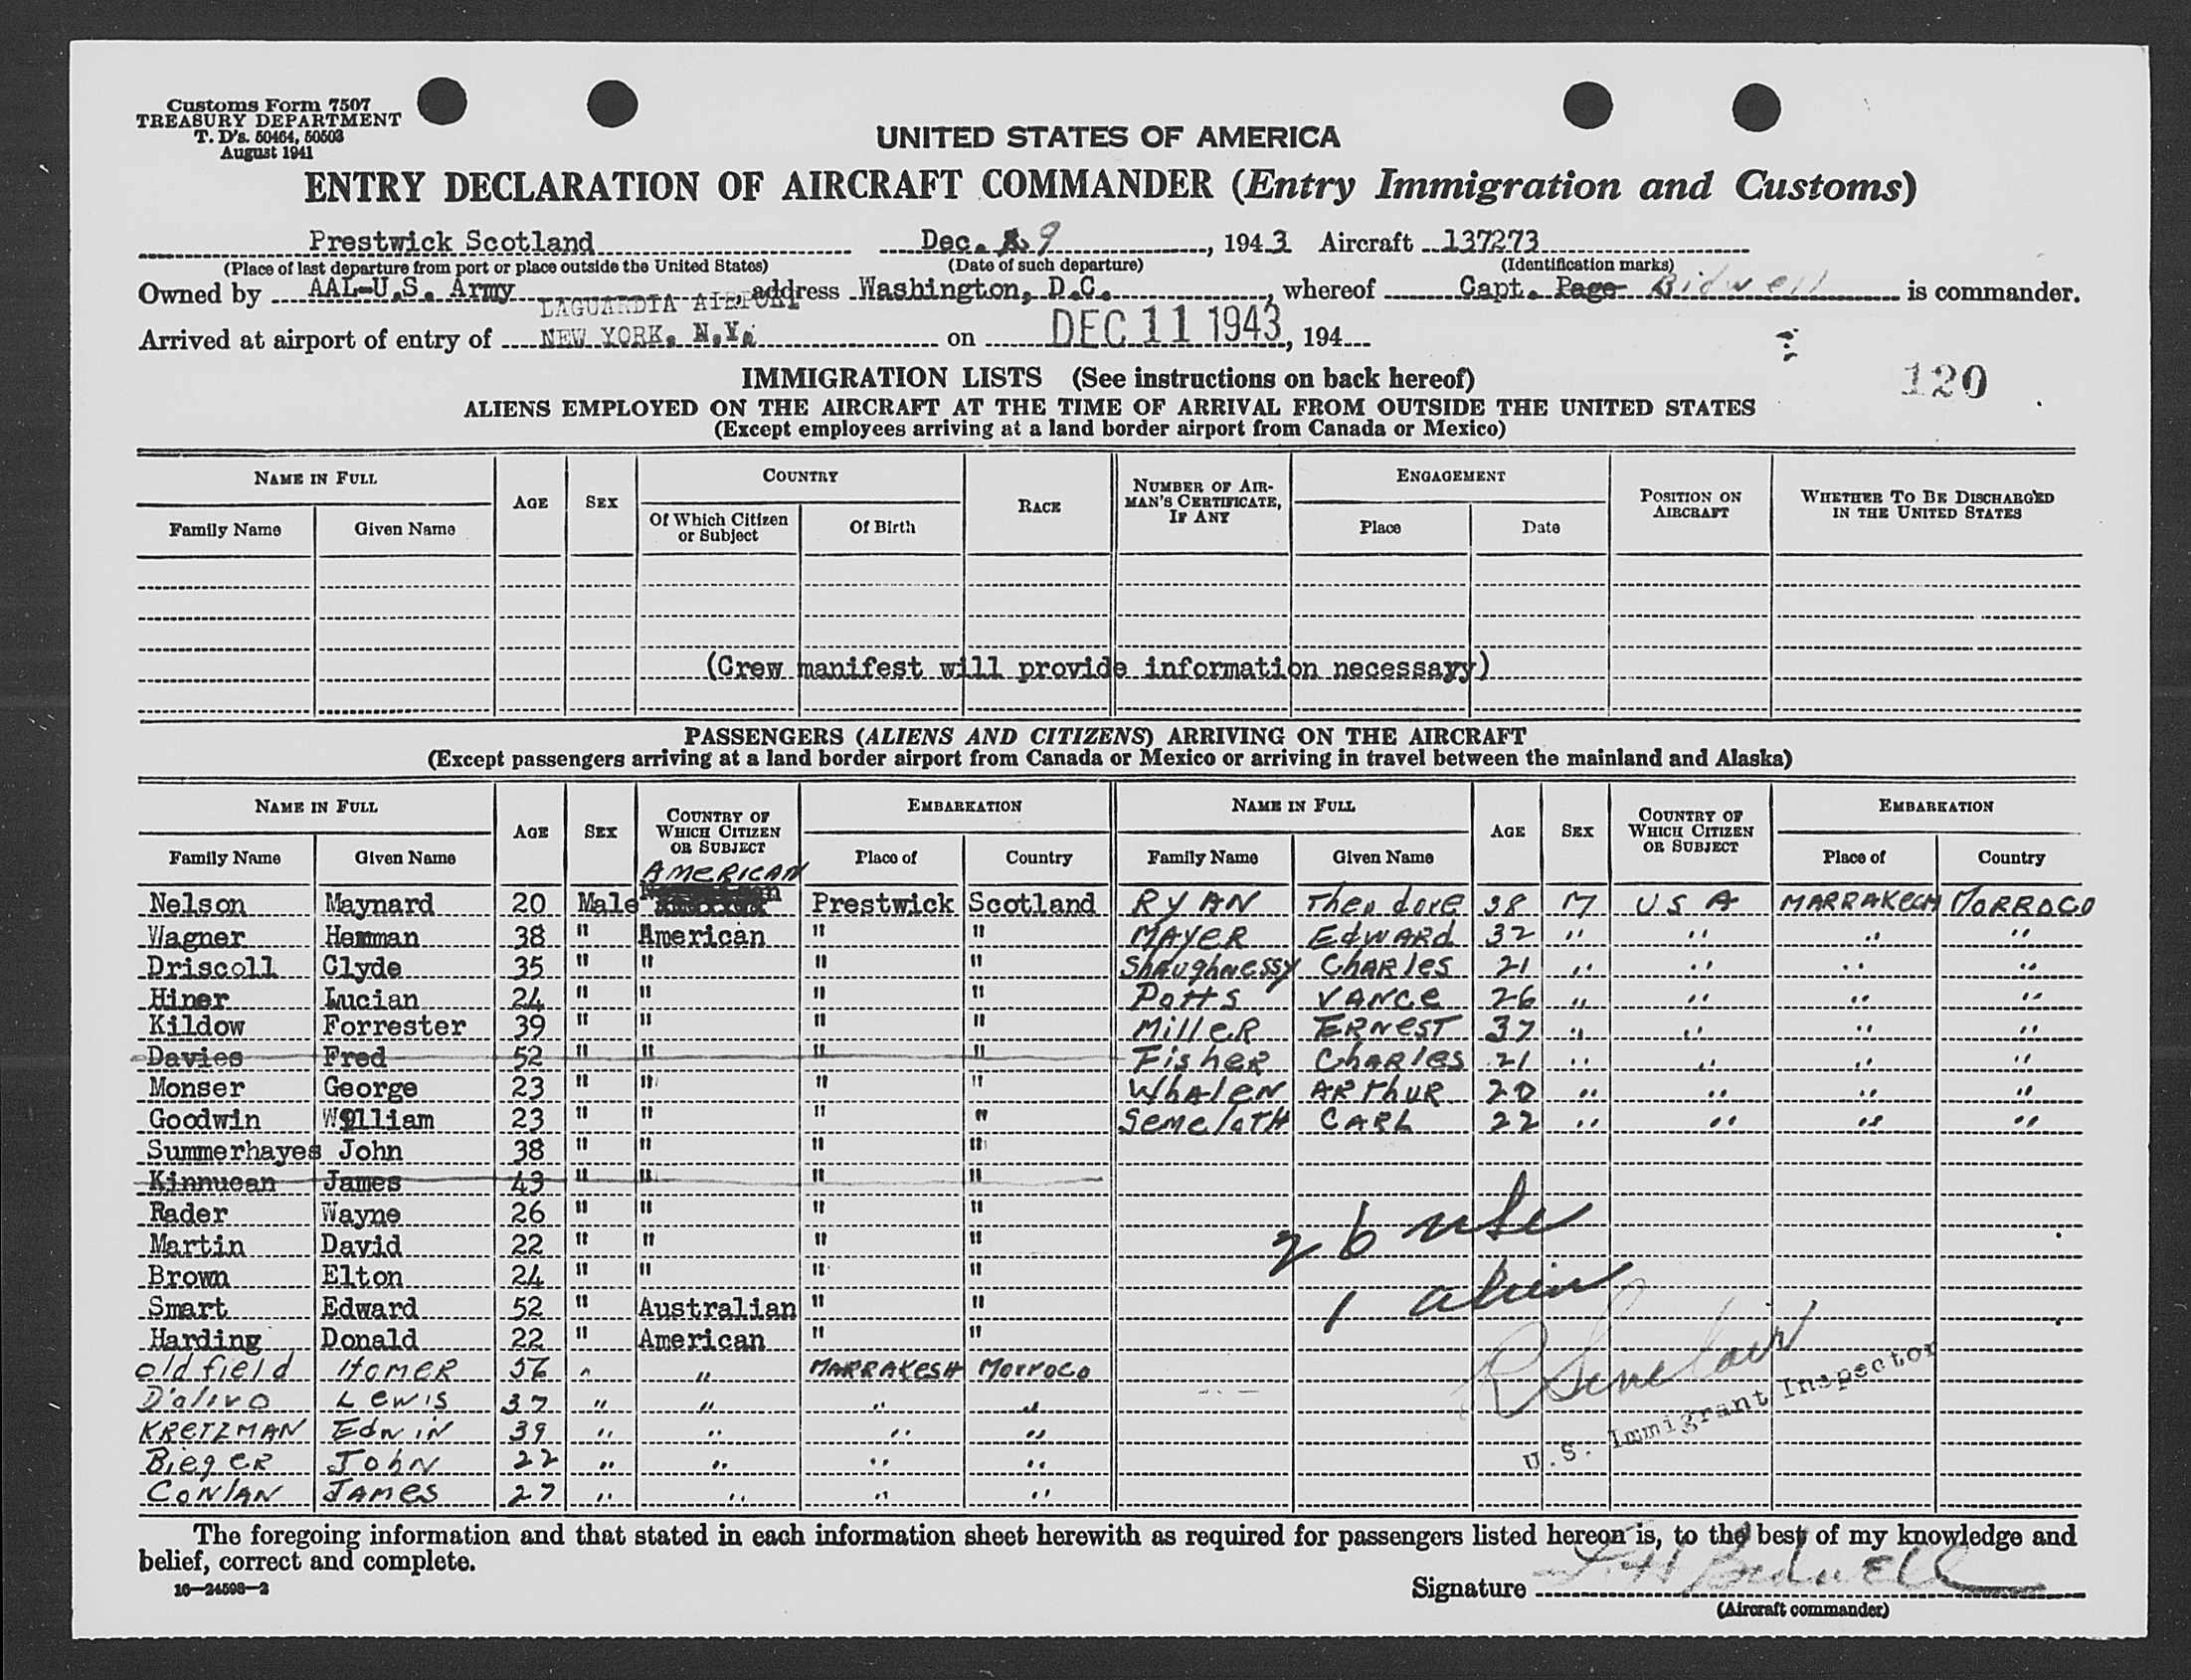 Customs Form 7507
TREASURY DEPARTMENT
T. D's. 50464, 50503
August 1941
UNITED STATES OF AMERICA
ENTRY DECLARATION OF AIRCRAFT COMMANDER (Entry Immigration and Customs)
Prestwick Scotland Dec. 9, 1943 Aircraft 137273
(Place of last departure from port or place outside the United States) (Date of such departure) (Identification marks)
Owned by AAL-U.S. Army, address Washington, D.C., whereof Capt. Page Bidwell is commander.
LAGUARDIA AIRPORT
Arrived at airport of entry of NEW YORK, N.Y. on DEC 11 1943, 194
120
IMMIGRATION LISTS (See instructions on back hereof)
ALIENS EMPLOYED ON THE AIRCRAFT AT THE TIME OF ARRIVAL FROM OUTSIDE THE UNITED STATES
(Except employees arriving at a land border airport from Canada or Mexico)
NAME IN FULL AGE SEX COUNTRY RACE NUMBER OF AIRMAN'S CERTIFICATE, IF ANY ENGAGEMENT POSITION ON AIRCRAFT WHETHER TO BE DISCHARGED IN THE UNITED STATES
Family Name Given Name Of Which Citizen or Subject Of Birth Place Date
(Crew manifest will provide information necessary)
PASSENGERS (ALIENS AND CITIZENS) ARRIVING ON THE AIRCRAFT
(Except passengers arriving at a land border airport from Canada or Mexico or arriving in travel between the mainland and Alaska)
NAME IN FULL AGE SEX COUNTRY OF WHICH CITIZEN OR SUBJECT EMBARKATION NAME IN FULL AGE SEX COUNTRY OF WHICH CITIZEN OR SUBJECT EMBARKATION
Family Name Given Name Place of Country Family Name Given Name Place of Country
AMERICAN
Nelson Maynard 20 Male Prestwick Scotland RYAN Theodore 38 M USA MARRAKECH MORROCO
Wagner Hemman 38 " American " " MAYER EdWARd 32 " " " "
Driscoll Clyde 35 " " " " Shaughnessy CHARles 21 " " " "
Hiner Lucian 24 " " " " Potts VANCe 26 " " " "
Kildow Forrester 39 " " " " MilleR ERNeST 37 " " " "
Davies Fred 52 " " " " FisheR CHARles 21 " " " "
Monser George 23 " " " " WhAleN ARThUR 20 " " " "
Goodwin William 23 " " " " SemeloTH CARL 22 " " " "
Summerhayes John 38 " " " "
Kinnucan James 43 " " " "
Rader Wayne 26 " " " "
Martin David 22 " " " "
Brown Elton 24 " " " "
Smart Edward 52 " Australian " "
Harding Donald 22 " American " "
oldfield HomeR 56 " " MARRAKesH Morroco
D'olivo Lewis 37 " " " "
KReTZMAN EdwiN 39 " " " "
BiegeR JohN 22 " " " "
CoNlAN JAMes 27 " " " "
26 usc
1 alien
R Sinclair
U.S. Immigrant Inspector
The foregoing information and that stated in each information sheet herewith as required for passengers listed hereon is, to the best of my knowledge and
belief, correct and complete.
16—24598-2
Signature Bidwell
(Aircraft commander)